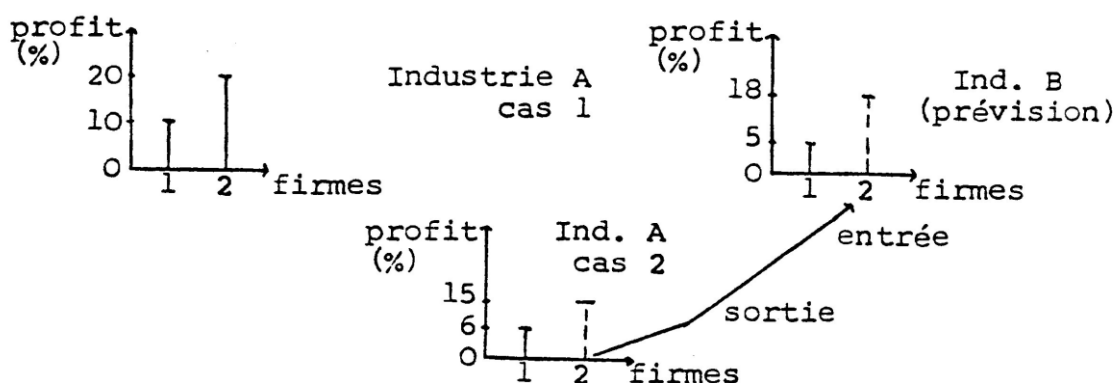 profit
(%)
20
10
0
1 2 firmes
Industrie A
cas 1
profit
(%)
18
5
0
1 2 firmes
Ind. B
(prévision)
profit
(%)
15
6
0
1 2 firmes
Ind. A
cas 2
sortie
entrée